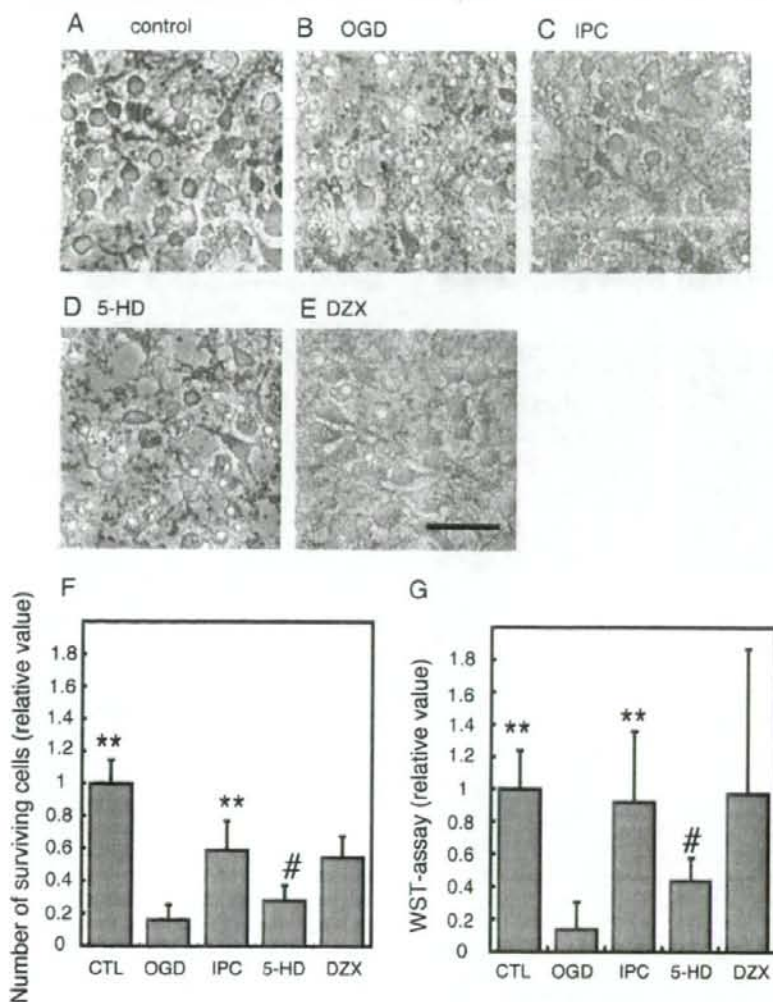 A control
B OGD
C IPC
D 5-HD
E DZX
F
Number of surviving cells (relative value)
1.8
1.6
1.4
1.2
1
0.8
0.6
0.4
0.2
0
**
**
#
CTL OGD IPC 5-HD DZX
G
WST-assay (relative value)
1.8
1.6
1.4
1.2
1
0.8
0.6
0.4
0.2
0
**
**
#
CTL OGD IPC 5-HD DZX